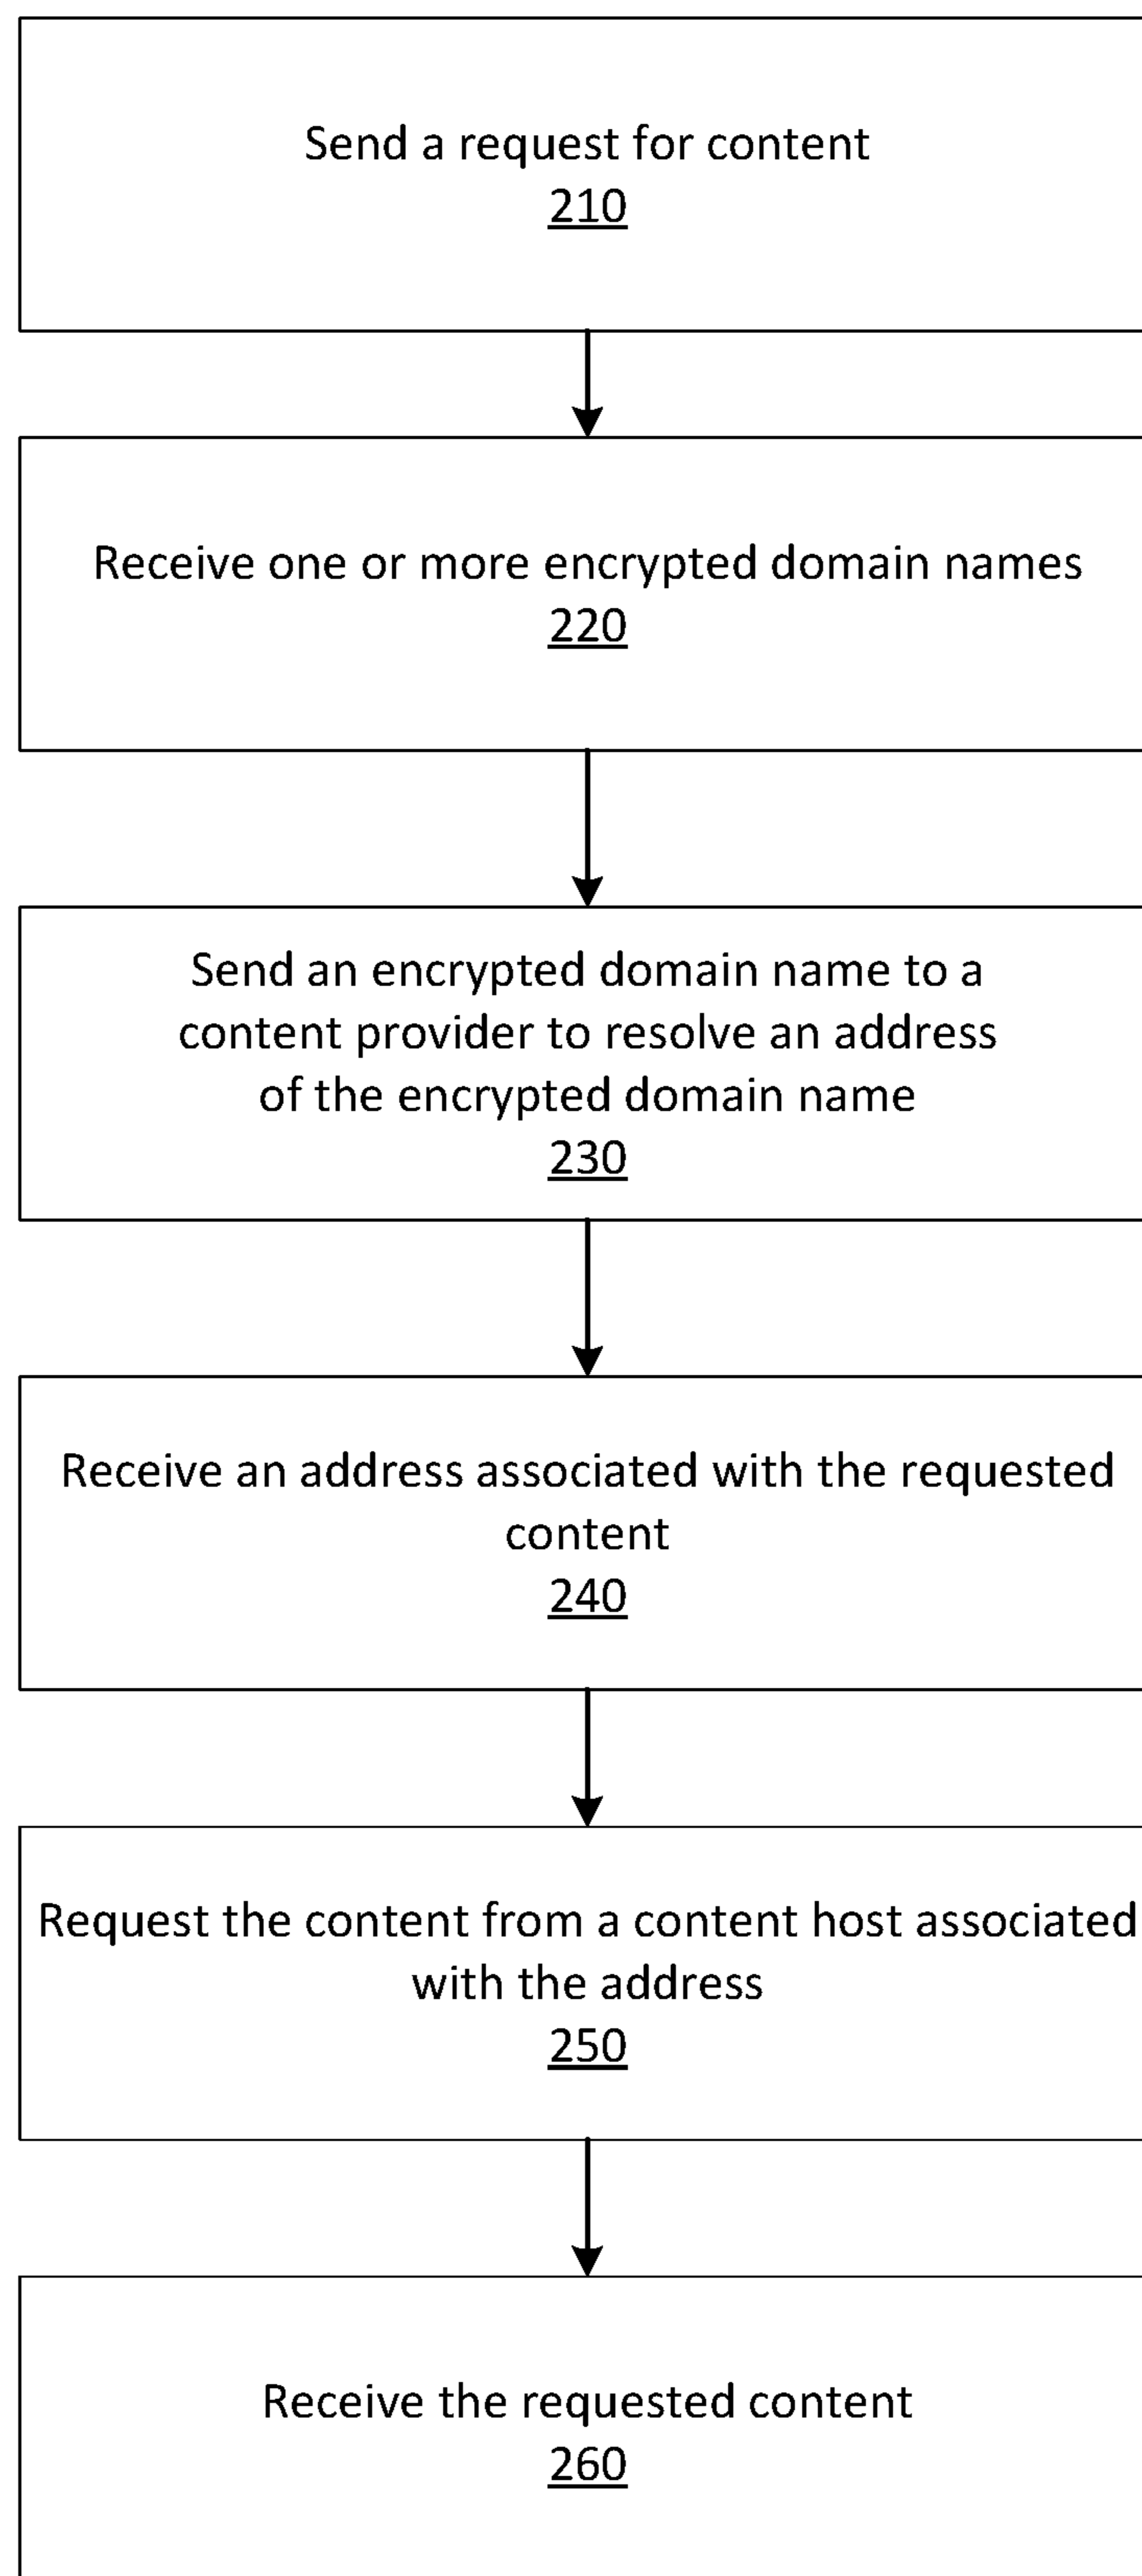 Send a request for content
210
Receive one or more encrypted domain names
220
Send an encrypted domain name to a
content provider to resolve an address
of the encrypted domain name
230
Receive an address associated with the requested
content
240
Request the content from a content host associated
with the address
250
Receive the requested content
260